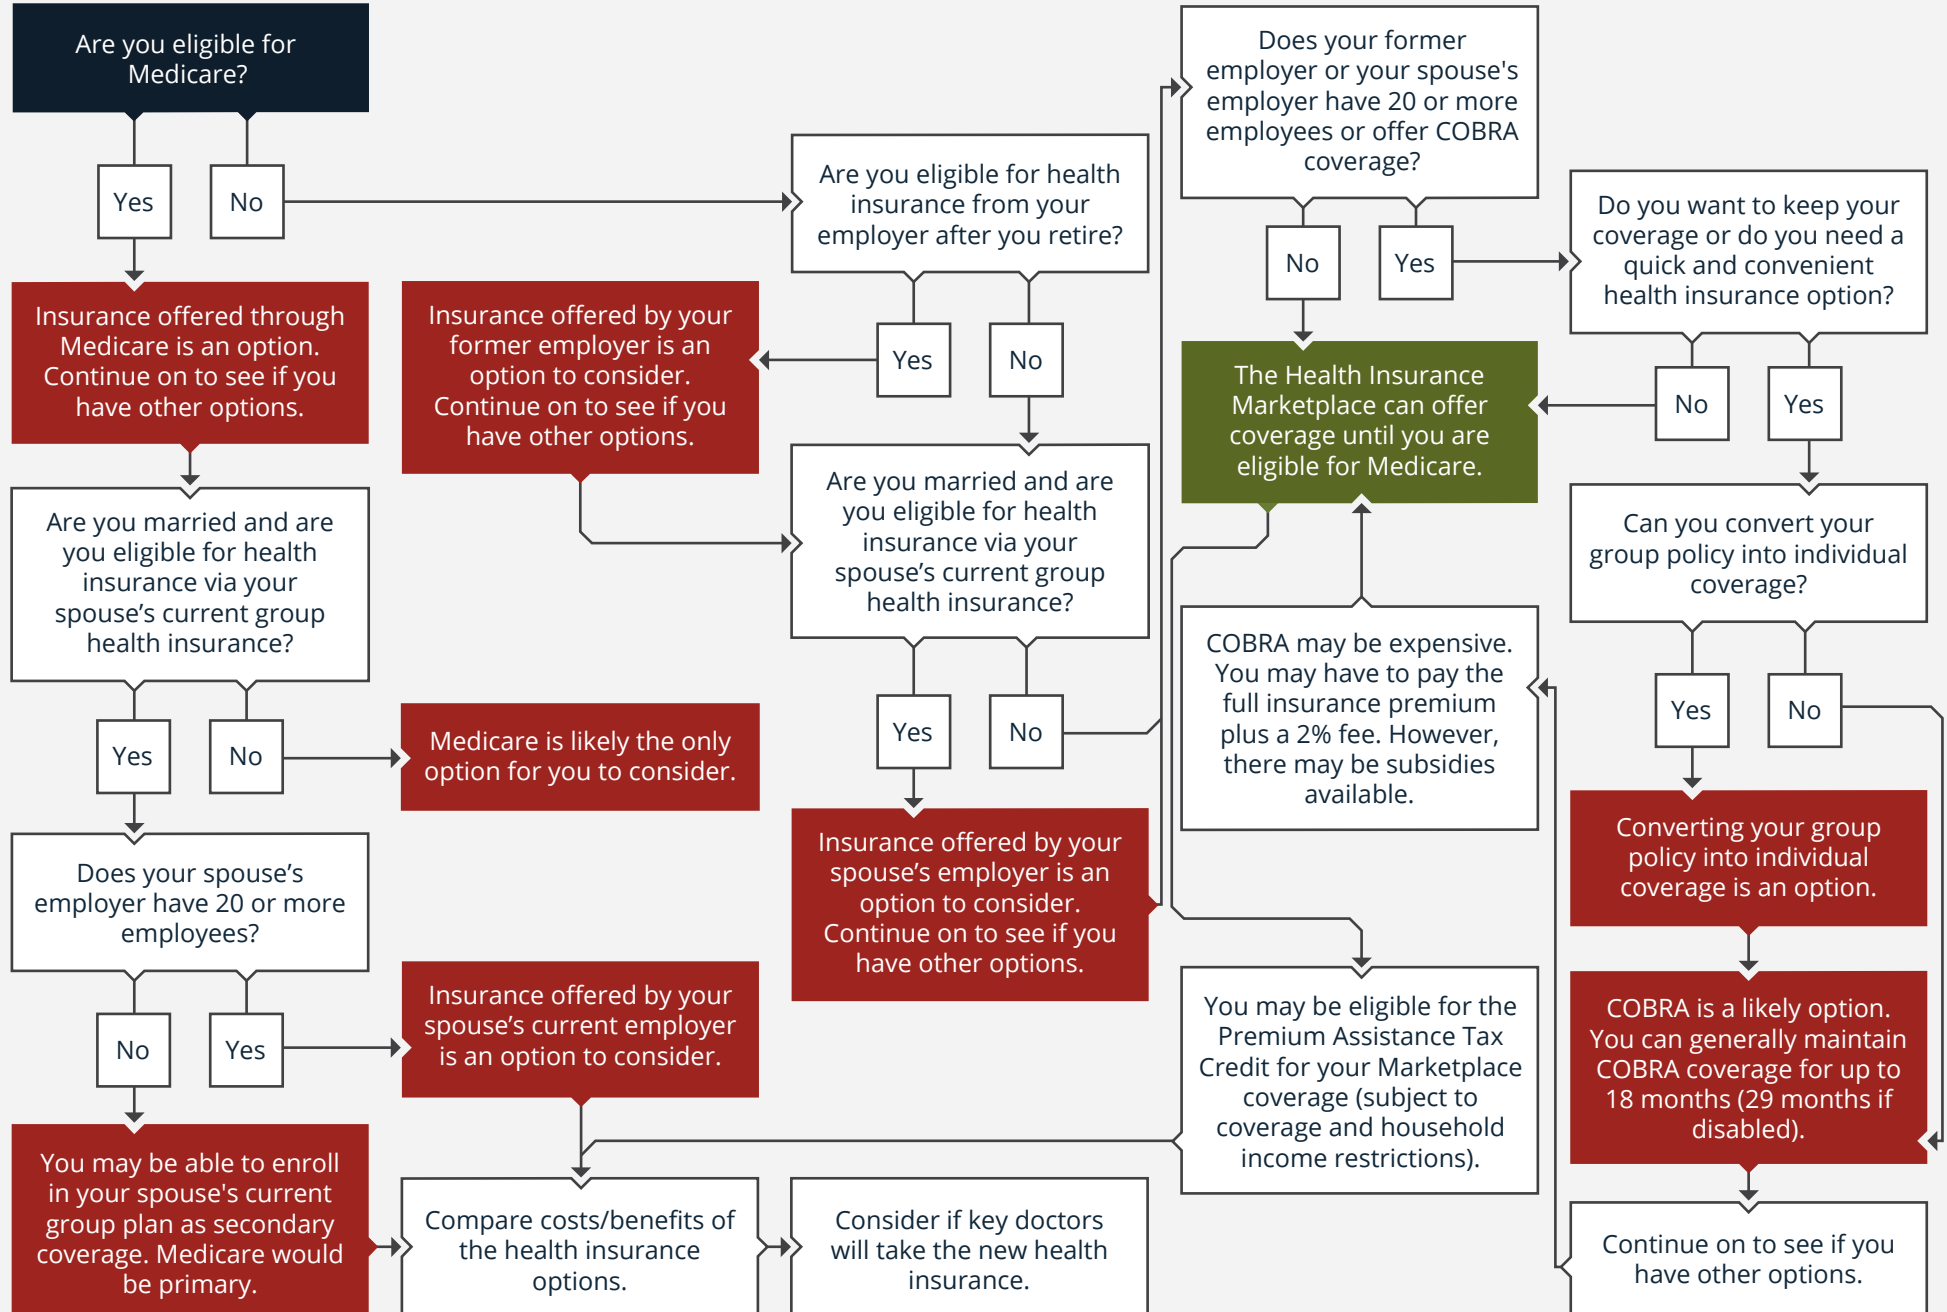 Are you eligible for
Medicare?
Yes
No
Insurance offered through
Medicare is an option.
Continue on to see if you
have other options.
Are you married and are
you eligible for health
insurance via your
spouse’s current group
health insurance?
Yes
No
Medicare is likely the only
option for you to consider.
Does your spouse’s
employer have 20 or more
employees?
No
Yes
Insurance offered by your
spouse’s current employer
is an option to consider.
You may be able to enroll
in your spouse's current
group plan as secondary
coverage. Medicare would
be primary.
Compare costs/benefits of
the health insurance
options.
Consider if key doctors
will take the new health
insurance.
Are you eligible for health
insurance from your
employer after you retire?
Yes
No
Insurance offered by your
former employer is an
option to consider.
Continue on to see if you
have other options.
Are you married and are
you eligible for health
insurance via your
spouse’s current group
health insurance?
Yes
No
Insurance offered by your
spouse’s employer is an
option to consider.
Continue on to see if you
have other options.
Does your former
employer or your spouse's
employer have 20 or more
employees or offer COBRA
coverage?
No
Yes
The Health Insurance
Marketplace can offer
coverage until you are
eligible for Medicare.
COBRA may be expensive.
You may have to pay the
full insurance premium
plus a 2% fee. However,
there may be subsidies
available.
You may be eligible for the
Premium Assistance Tax
Credit for your Marketplace
coverage (subject to
coverage and household
income restrictions).
Do you want to keep your
coverage or do you need a
quick and convenient
health insurance option?
No
Yes
Can you convert your
group policy into individual
coverage?
Yes
No
Converting your group
policy into individual
coverage is an option.
COBRA is a likely option.
You can generally maintain
COBRA coverage for up to
18 months (29 months if
disabled).
Continue on to see if you
have other options.